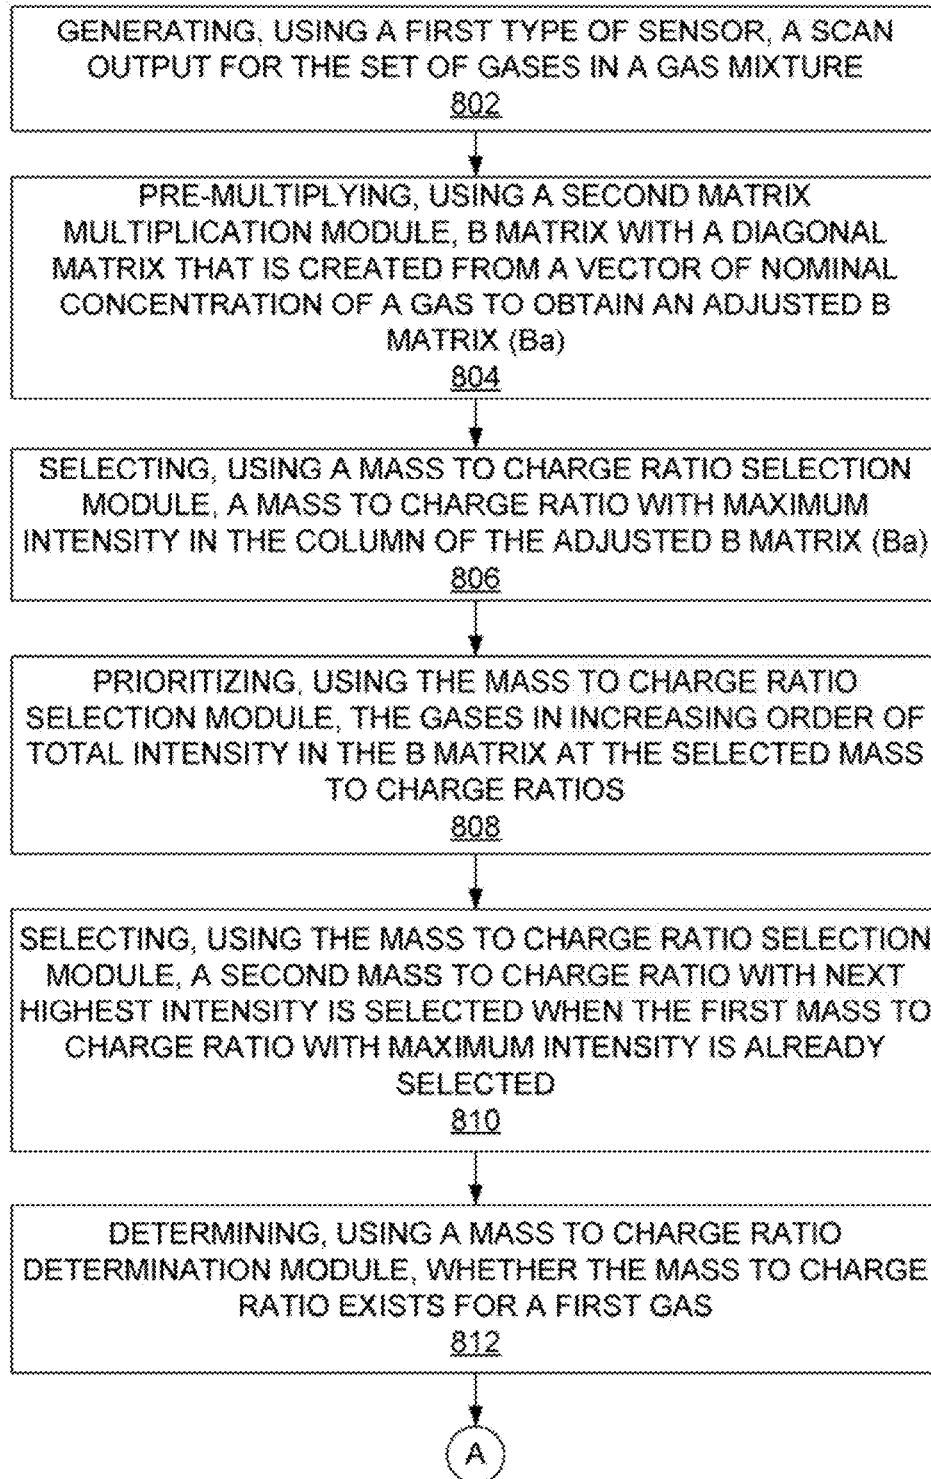 GENERATING, USING A FIRST TYPE OF SENSOR, A SCAN
OUTPUT FOR THE SET OF GASES IN A GAS MIXTURE
802
PRE-MULTIPLYING, USING A SECOND MATRIX
MULTIPLICATION MODULE, B MATRIX WITH A DIAGONAL
MATRIX THAT IS CREATED FROM A VECTOR OF NOMINAL
CONCENTRATION OF A GAS TO OBTAIN AN ADJUSTED B
MATRIX (Ba)
804
SELECTING, USING A MASS TO CHARGE RATIO SELECTION
MODULE, A MASS TO CHARGE RATIO WITH MAXIMUM
INTENSITY IN THE COLUMN OF THE ADJUSTED B MATRIX (Ba)
806
PRIORITIZING, USING THE MASS TO CHARGE RATIO
SELECTION MODULE, THE GASES IN INCREASING ORDER OF
TOTAL INTENSITY IN THE B MATRIX AT THE SELECTED MASS
TO CHARGE RATIOS
808
SELECTING, USING THE MASS TO CHARGE RATIO SELECTION
MODULE, A SECOND MASS TO CHARGE RATIO WITH NEXT
HIGHEST INTENSITY IS SELECTED WHEN THE FIRST MASS TO
CHARGE RATIO WITH MAXIMUM INTENSITY IS ALREADY
SELECTED
810
DETERMINING, USING A MASS TO CHARGE RATIO
DETERMINATION MODULE, WHETHER THE MASS TO CHARGE
RATIO EXISTS FOR A FIRST GAS
812
A